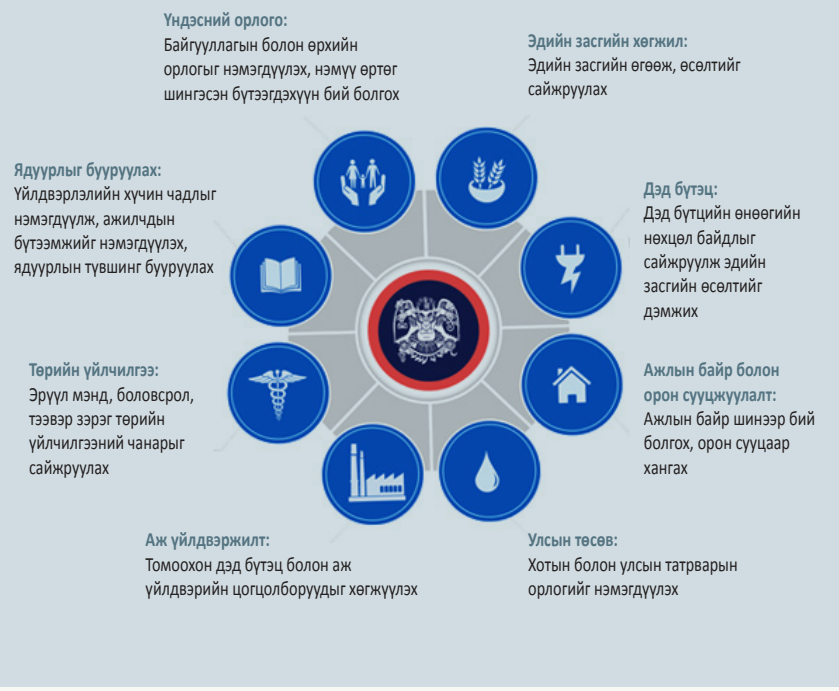 Үндэсний орлого:
Байгууллагын болон өрхийн
орлогыг нэмэгдүүлэх, нэмүү өртөг
шингэсэн бүтээгдэхүүн бий болгох
Эдийн засгийн хөгжил:
Эдийн засгийн өгөөж, өсөлтийг
сайжруулах
Ядуурлыг бууруулах:
Үйлдвэрлэлийн хүчин чадлыг
нэмэгдүүлж, ажилчдын
бүтээмжийг нэмэгдүүлэх,
ядуурлын түвшинг бууруулах
Дэд бүтэц:
Дэд бүтцийн өнөөгийн
нөхцөл байдлыг
сайжруулж эдийн
засгийн өсөлтийг
дэмжих
Төрийн үйлчилгээ:
Эрүүл мэнд, боловсрол,
тээвэр зэрэг төрийн
үйлчилгээний чанарыг
сайжруулах
Ажлын байр болон
орон сууцжуулалт:
Ажлын байр шинээр бий
болгох, орон сууцаар
хангах
Аж үйлдвэржилт:
Томоохон дэд бүтэц болон аж
үйлдвэрийн цогцолборуудыг хөгжүүлэх
Улсын төсөв:
Хотын болон улсын татрварын
орлогийг нэмэгдүүлэх